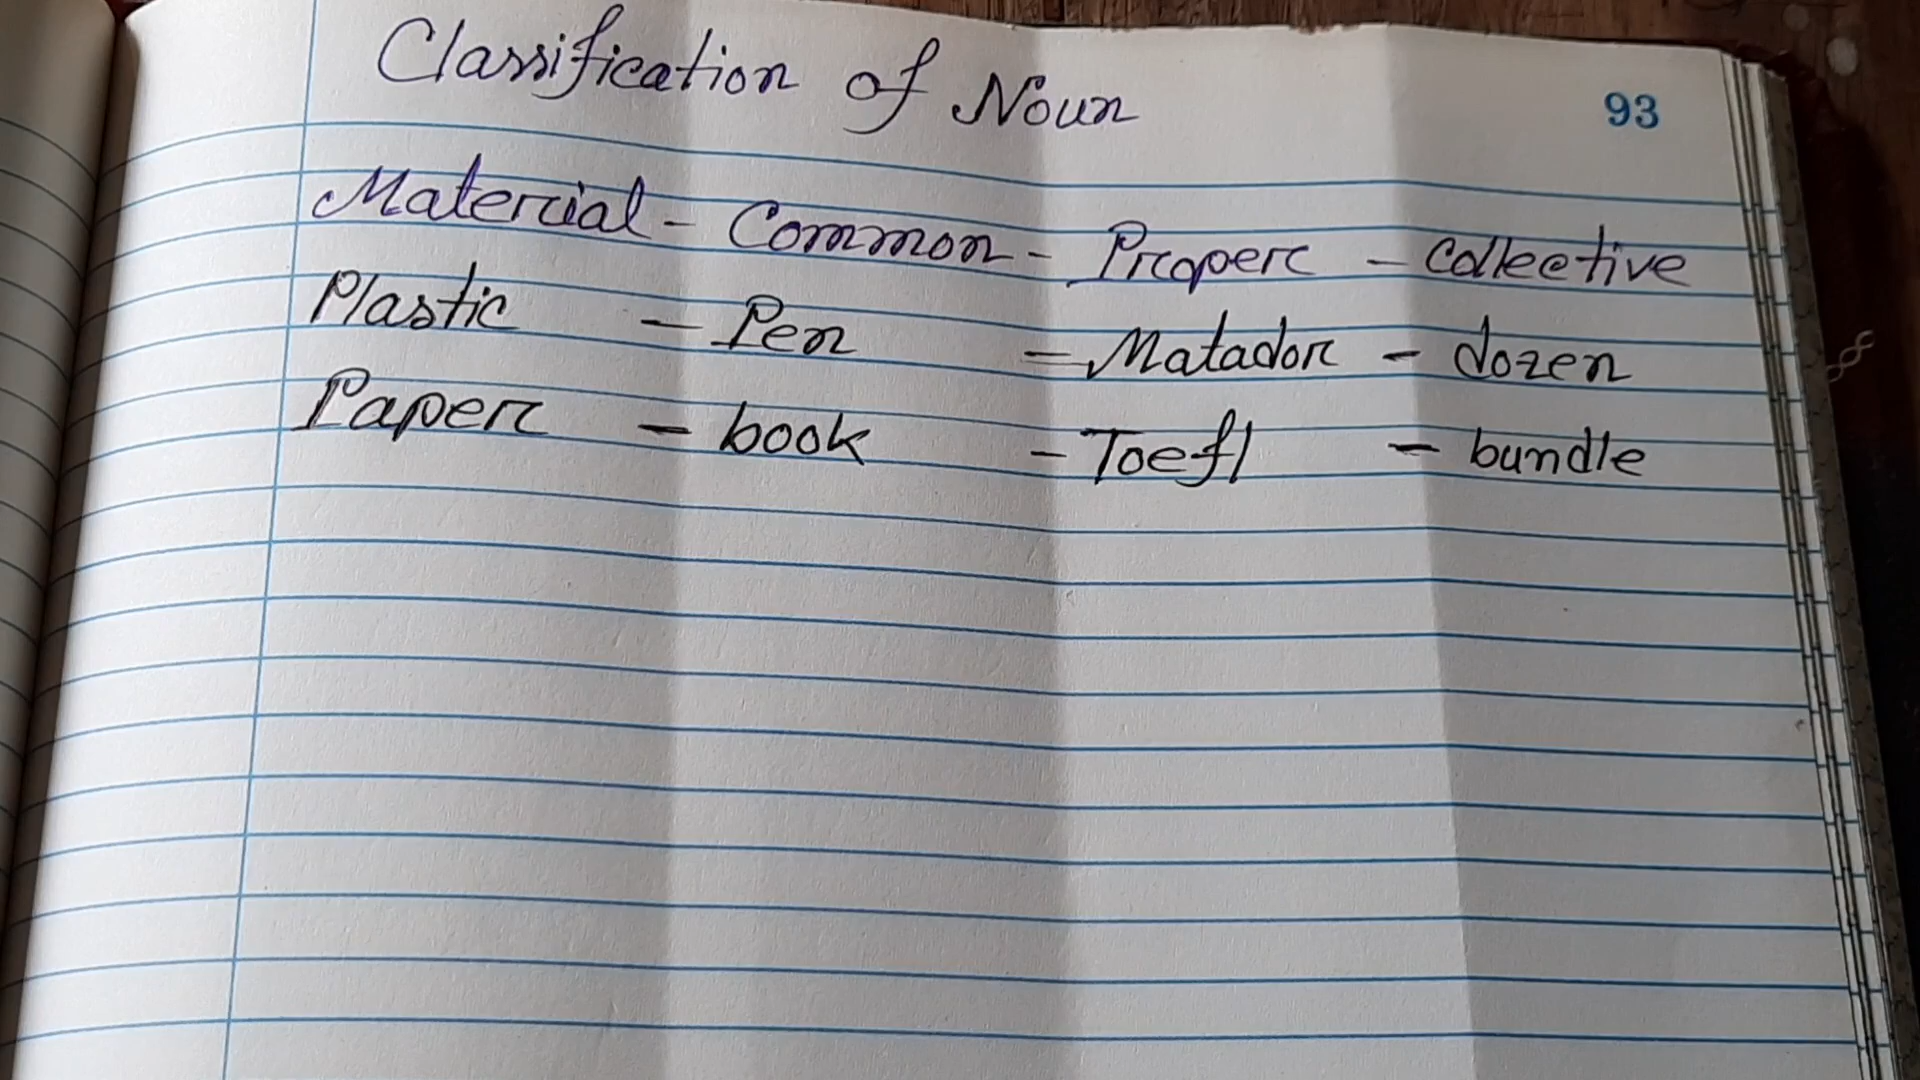 Classification of Noun
93
Material - Common - Proper - Collective
Plastic - Pen - Matador - dozen
Paper - book - Toefl - bundle